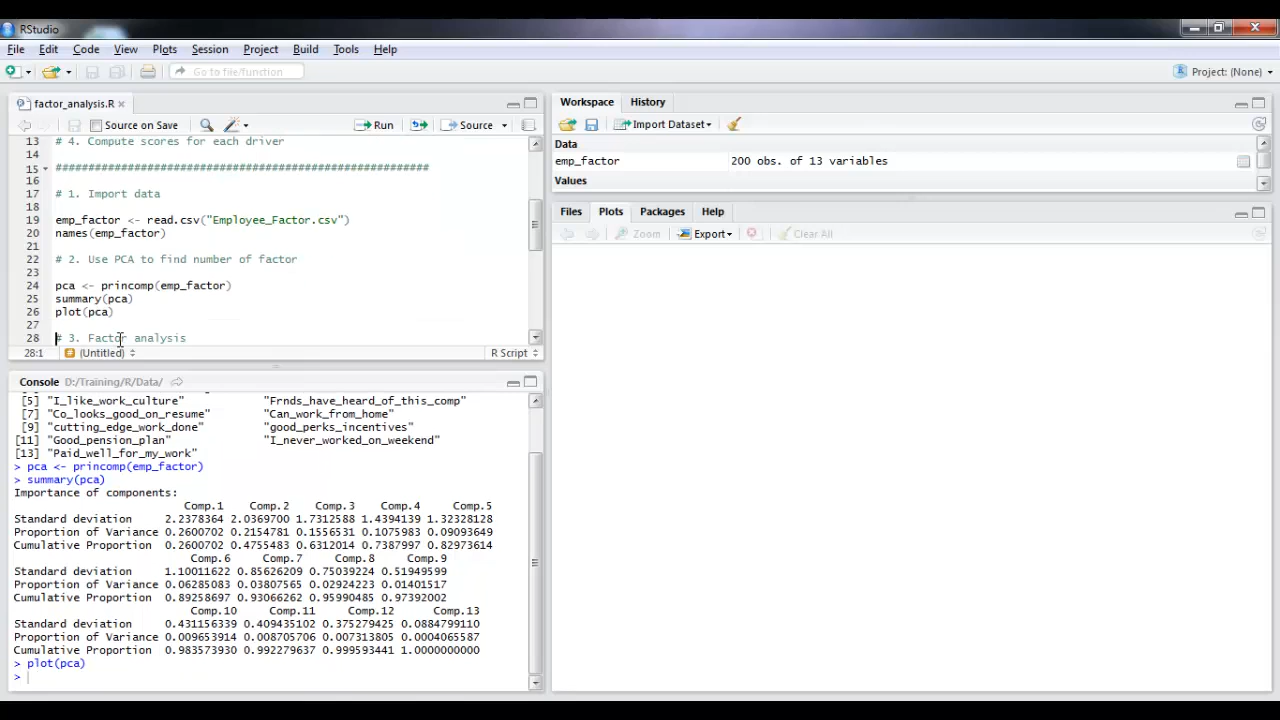 RStudio
File Edit View Plots Session Project Build Tools Help
Code
Go to file/function
Project: (None)
factor_analysis.R
Source on Save
Run
Source
13 # 4. Compute scores for each driver
14
15 #########################################################
16
17 # 1. Import data
18
19 emp_factor <- read.csv("Employee_Factor.csv")
20 names(emp_factor)
21
22 # 2. Use PCA to find number of factor
23
24 pca <- princomp(emp_factor)
25 summary(pca)
26 plot(pca)
27
28 # 3. Factor analysis
28:1 (Untitled) R Script
Console D:/Training/R/Data/
[5] "I_like_work_culture" "Frnds_have_heard_of_this_comp"
[7] "Co_looks_good_on_resume" "Can_work_from_home"
[9] "cutting_edge_work_done" "good_perks_incentives"
[11] "Good_pension_plan" "I_never_worked_on_weekend"
[13] "Paid_well_for_my_work"
> pca <- princomp(emp_factor)
> summary(pca)
Importance of components:
Comp.1 Comp.2 Comp.3 Comp.4 Comp.5
Standard deviation 2.2378364 2.0369700 1.7312588 1.4394139 1.32328128
Proportion of Variance 0.2600702 0.2154781 0.1556531 0.1075983 0.09093649
Cumulative Proportion 0.2600702 0.4755483 0.6312014 0.7387997 0.82973614
Comp.6 Comp.7 Comp.8 Comp.9
Standard deviation 1.10011622 0.85626209 0.75039224 0.51949599
Proportion of Variance 0.06285083 0.03807565 0.02924223 0.01401517
Cumulative Proportion 0.89258697 0.93066262 0.95990485 0.97392002
Comp.10 Comp.11 Comp.12 Comp.13
Standard deviation 0.431156339 0.409435102 0.375279425 0.0884799110
Proportion of Variance 0.009653914 0.008705706 0.007313805 0.0004065587
Cumulative Proportion 0.983573930 0.992279637 0.999593441 1.0000000000
> plot(pca)
>
Workspace History
Import Dataset
Data
emp_factor 200 obs. of 13 variables
Values
Files Plots Packages Help
Zoom Export Clear All